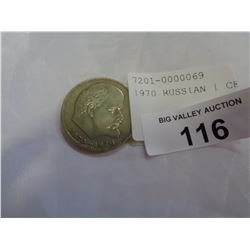 7201-0000069
1970 RUSSIAN 1 CE
BIG VALLEY AUCTION
116